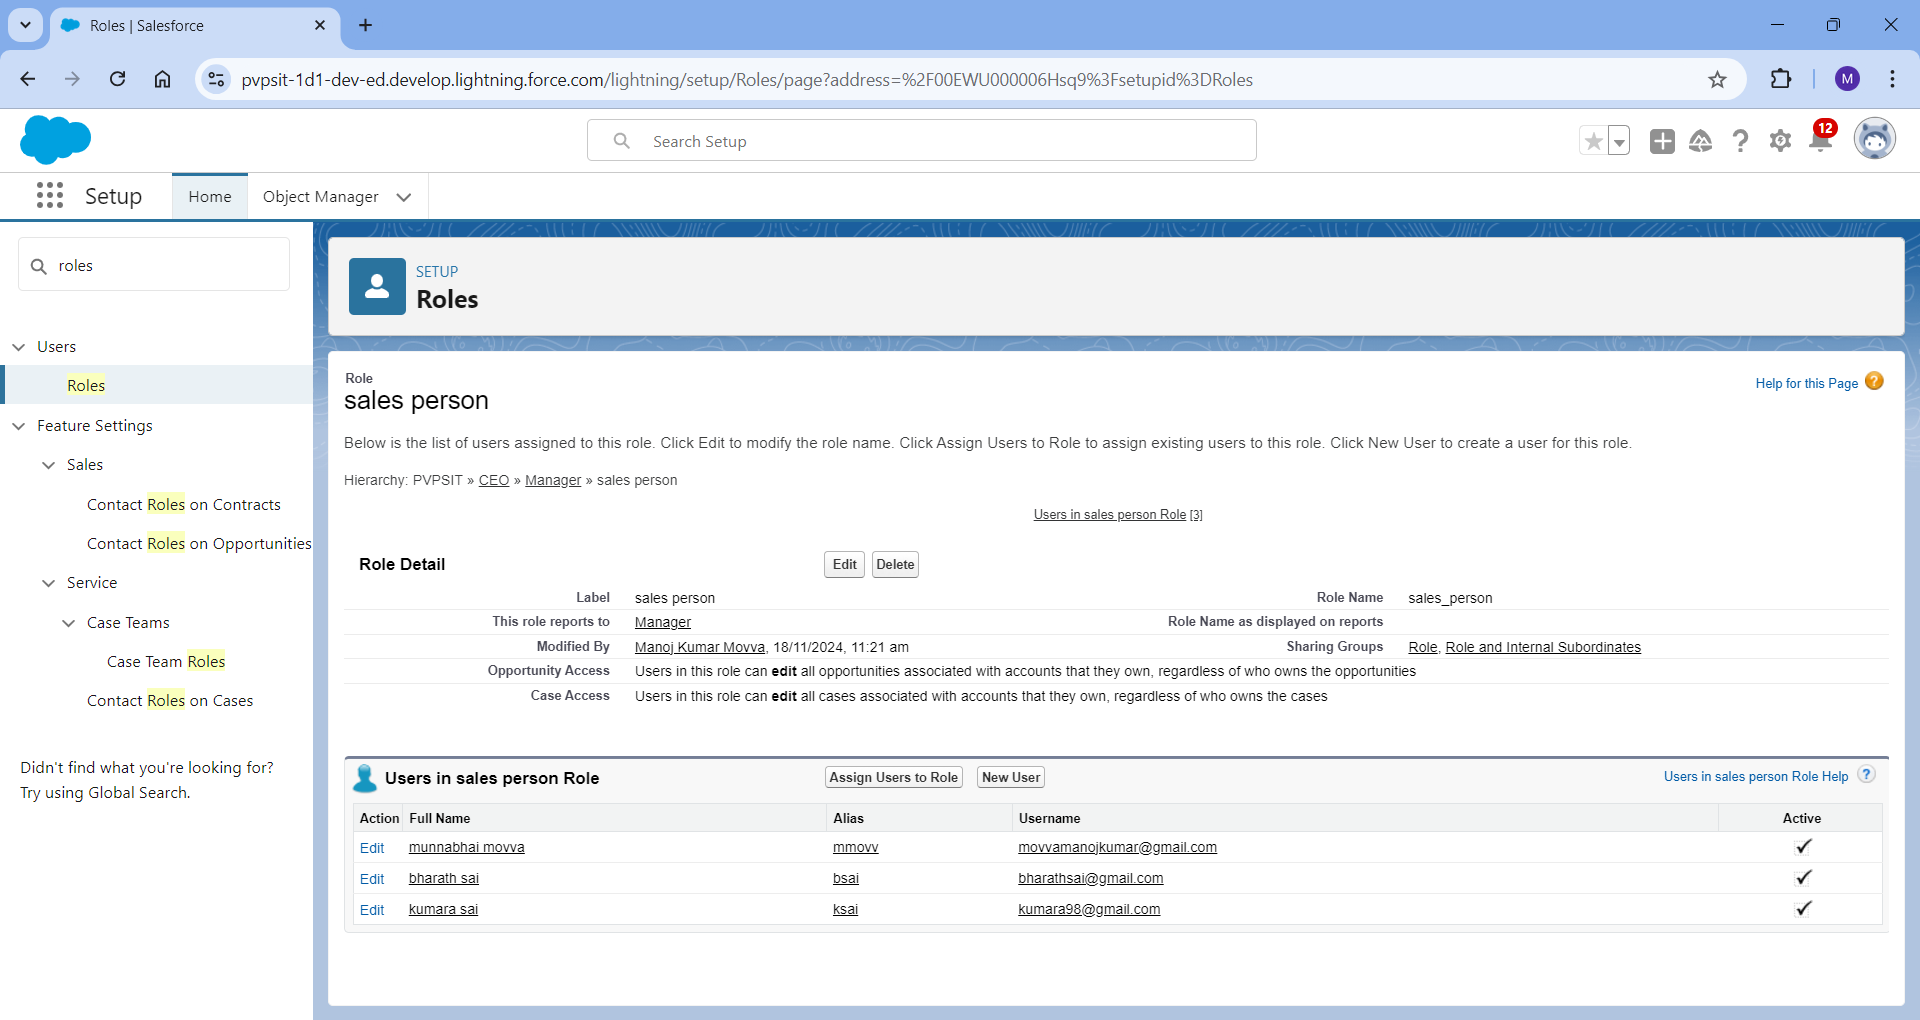 Roles | Salesforce
pvpsit-1d1-dev-ed.develop.lightning.force.com/lightning/setup/Roles/page?address=%2F00EWU000006Hsq9%3Fsetupid%3DRoles
M
Search Setup
12
Setup
Home
Object Manager
roles
Users
Roles
Feature Settings
Sales
Contact Roles on Contracts
Contact Roles on Opportunities
Service
Case Teams
Case Team Roles
Contact Roles on Cases
Didn't find what you're looking for?
Try using Global Search.
SETUP
Roles
Role
sales person
Help for this Page
Below is the list of users assigned to this role. Click Edit to modify the role name. Click Assign Users to Role to assign existing users to this role. Click New User to create a user for this role.
Hierarchy: PVPSIT » CEO » Manager » sales person
Users in sales person Role [3]
Role Detail Edit Delete
Label sales person Role Name sales_person
This role reports to Manager Role Name as displayed on reports
Modified By Manoj Kumar Movva, 18/11/2024, 11:21 am Sharing Groups Role, Role and Internal Subordinates
Opportunity Access Users in this role can edit all opportunities associated with accounts that they own, regardless of who owns the opportunities
Case Access Users in this role can edit all cases associated with accounts that they own, regardless of who owns the cases
Users in sales person Role Assign Users to Role New User Users in sales person Role Help ?
Action Full Name Alias Username Active
Edit munnabhai movva mmovv movvamanojkumar@gmail.com
Edit bharath sai bsai bharathsai@gmail.com
Edit kumara sai ksai kumara98@gmail.com